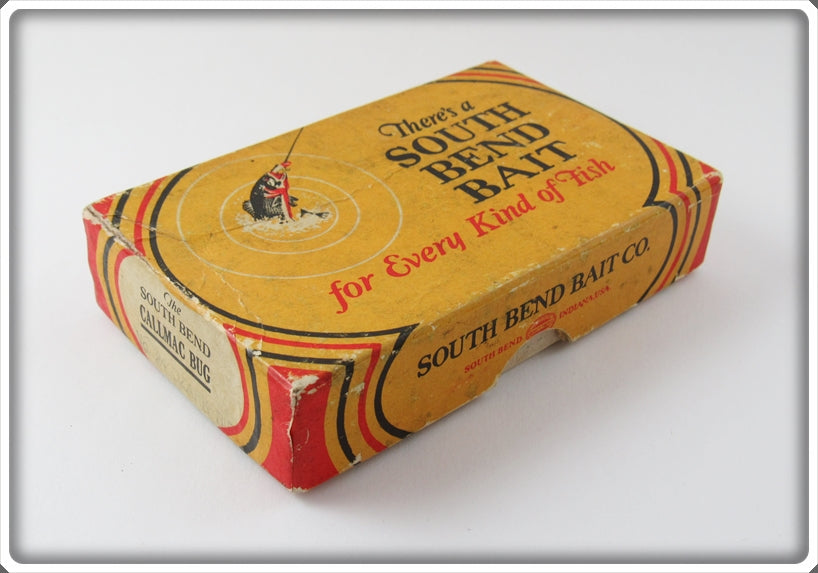 There's a
SOUTH
BEND
BAIT
for Every Kind of Fish
SOUTH BEND BAIT CO.
SOUTH BEND INDIANA.USA.
The
SOUTH BEND
CALLMAC BUG